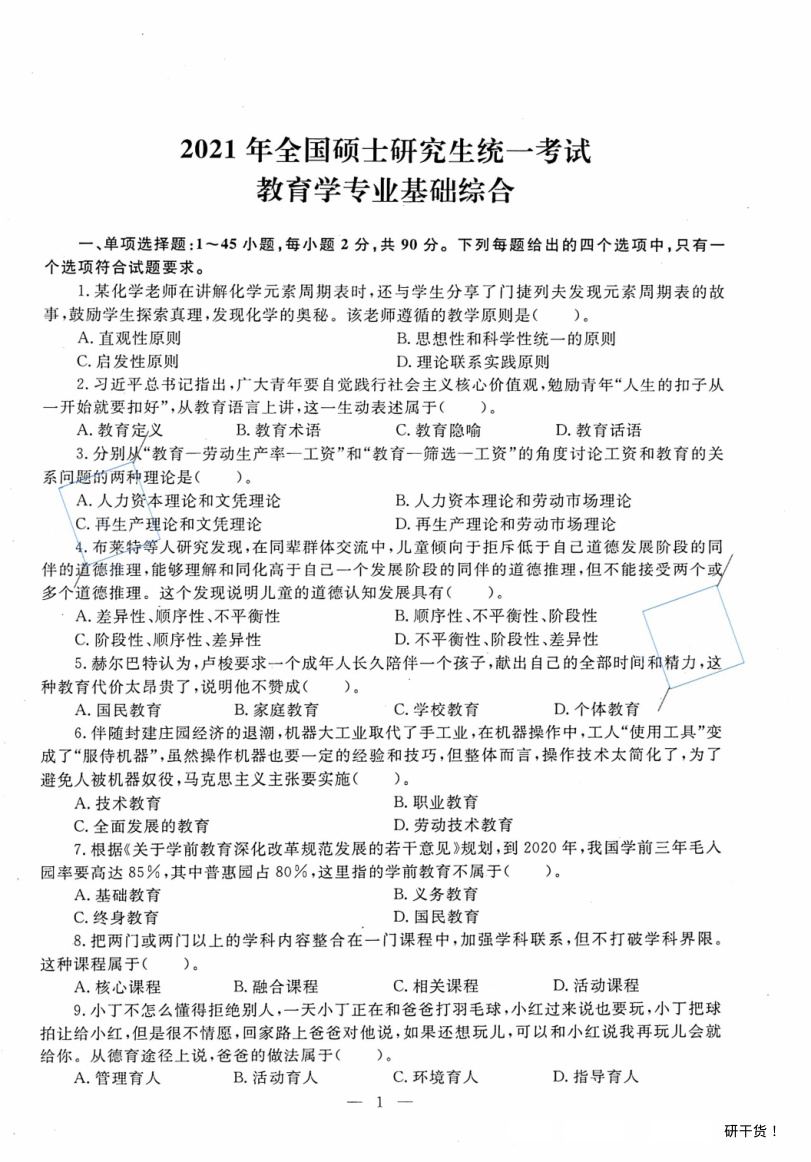 2021 年全国硕士研究生统一考试
教育学专业基础综合
一、单项选择题:1～45 小题,每小题 2 分,共 90 分。下列每题给出的四个选项中,只有一
个选项符合试题要求。
1. 某化学老师在讲解化学元素周期表时,还与学生分享了门捷列夫发现元素周期表的故
事,鼓励学生探索真理,发现化学的奥秘。该老师遵循的教学原则是(　　)。
A. 直观性原则　　B. 思想性和科学性统一的原则
C. 启发性原则　　D. 理论联系实践原则
2. 习近平总书记指出,广大青年要自觉践行社会主义核心价值观,勉励青年“人生的扣子从
一开始就要扣好”,从教育语言上讲,这一生动表述属于(　　)。
A. 教育定义　　B. 教育术语　　C. 教育隐喻　　D. 教育话语
3. 分别从“教育—劳动生产率—工资”和“教育—筛选—工资”的角度讨论工资和教育的关
系问题的两种理论是(　　)。
A. 人力资本理论和文凭理论　　B. 人力资本理论和劳动市场理论
C. 再生产理论和文凭理论　　D. 再生产理论和劳动市场理论
4. 布莱特等人研究发现,在同辈群体交流中,儿童倾向于拒斥低于自己道德发展阶段的同
伴的道德推理,能够理解和同化高于自己一个发展阶段的同伴的道德推理,但不能接受两个或
多个道德推理。这个发现说明儿童的道德认知发展具有(　　)。
A. 差异性、顺序性、不平衡性　　B. 顺序性、不平衡性、阶段性
C. 阶段性、顺序性、差异性　　D. 不平衡性、阶段性、差异性
5. 赫尔巴特认为,卢梭要求一个成年人长久陪伴一个孩子,献出自己的全部时间和精力,这
种教育代价太昂贵了,说明他不赞成(　　)。
A. 国民教育　　B. 家庭教育　　C. 学校教育　　D. 个体教育
6. 伴随封建庄园经济的退潮,机器大工业取代了手工业,在机器操作中,工人“使用工具”变
成了“服侍机器”,虽然操作机器也要一定的经验和技巧,但整体而言,操作技术太简化了,为了
避免人被机器奴役,马克思主义主张要实施(　　)。
A. 技术教育　　B. 职业教育
C. 全面发展的教育　　D. 劳动技术教育
7. 根据《关于学前教育深化改革规范发展的若干意见》规划,到 2020 年,我国学前三年毛入
园率要高达 85%,其中普惠园占 80%,这里指的学前教育不属于(　　)。
A. 基础教育　　B. 义务教育
C. 终身教育　　D. 国民教育
8. 把两门或两门以上的学科内容整合在一门课程中,加强学科联系,但不打破学科界限。
这种课程属于(　　)。
A. 核心课程　　B. 融合课程　　C. 相关课程　　D. 活动课程
9. 小丁不怎么懂得拒绝别人,一天小丁正在和爸爸打羽毛球,小红过来说也要玩,小丁把球
拍让给小红,但是很不情愿,回家路上爸爸对他说,如果还想玩儿,可以和小红说我再玩儿会就
给你。从德育途径上说,爸爸的做法属于(　　)。
A. 管理育人　　B. 活动育人　　C. 环境育人　　D. 指导育人
— 1 —
研干货！